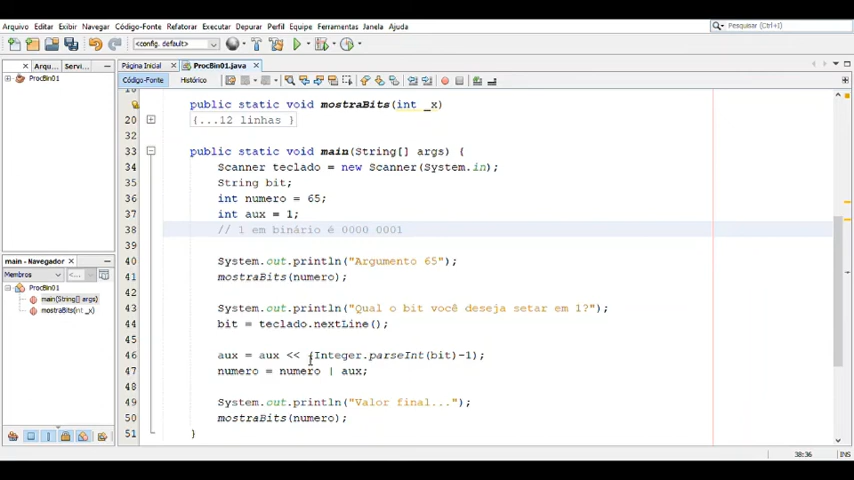 Arquivo Editar Exibir Navegar Código-Fonte Refatorar Executar Depurar Perfil Equipe Ferramentas Janela Ajuda
Pesquisar (Ctrl+I)
<config. default>
Arqu... Servi...
Página Inicial ProcBin01.java
ProcBin01
Código-Fonte Histórico
public static void mostraBits(int _x)
20 {...12 linhas }
32
33 public static void main(String[] args) {
34 Scanner teclado = new Scanner(System.in);
35 String bit;
36 int numero = 65;
37 int aux = 1;
38 // 1 em binário é 0000 0001
39
40 System.out.println("Argumento 65");
41 mostraBits(numero);
42
43 System.out.println("Qual o bit você deseja setar em 1?");
44 bit = teclado.nextLine();
45
46 aux = aux << (Integer.parseInt(bit)-1);
47 numero = numero | aux;
48
49 System.out.println("Valor final...");
50 mostraBits(numero);
51 }
main - Navegador
Membros
ProcBin01
main(String[] args)
mostraBits(int _x)
38:36 INS